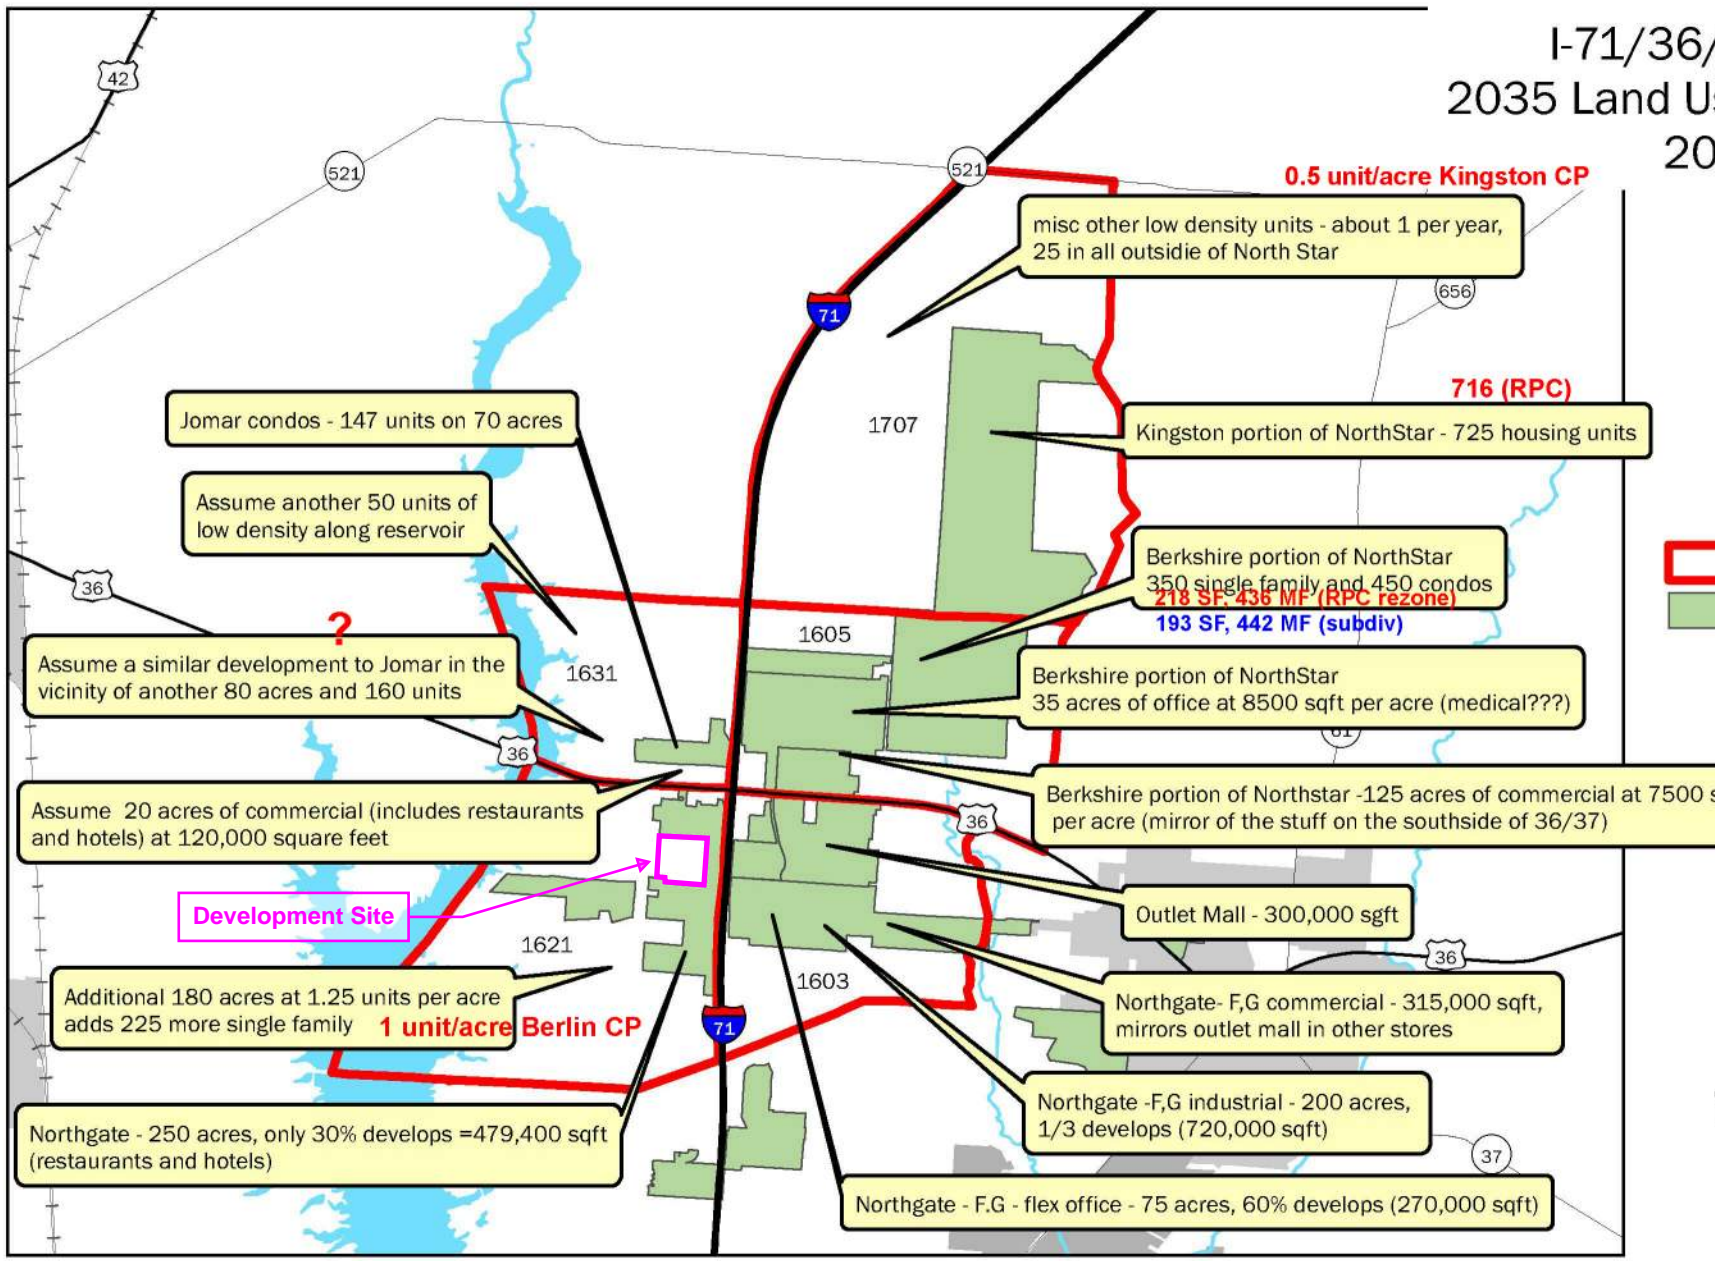 I-71/36/
2035 Land Us
20
42
521
521
0.5 unit/acre Kingston CP
misc other low density units - about 1 per year,
25 in all outsidie of North Star
656
71
716 (RPC)
Jomar condos - 147 units on 70 acres
1707
Kingston portion of NorthStar - 725 housing units
Assume another 50 units of
low density along reservoir
Berkshire portion of NorthStar
350 single family and 450 condos
218 SF, 436 MF (RPC rezone)
193 SF, 442 MF (subdiv)
36
?
1605
Assume a similar development to Jomar in the
vicinity of another 80 acres and 160 units
1631
Berkshire portion of NorthStar
35 acres of office at 8500 sqft per acre (medical???)
61
36
Assume 20 acres of commercial (includes restaurants
and hotels) at 120,000 square feet
Berkshire portion of Northstar -125 acres of commercial at 7500 s
per acre (mirror of the stuff on the southside of 36/37)
36
Development Site
Outlet Mall - 300,000 sgft
1621
36
Additional 180 acres at 1.25 units per acre
adds 225 more single family
1 unit/acre Berlin CP
1603
Northgate- F,G commercial - 315,000 sqft,
mirrors outlet mall in other stores
71
Northgate - 250 acres, only 30% develops =479,400 sqft
(restaurants and hotels)
Northgate -F,G industrial - 200 acres,
1/3 develops (720,000 sqft)
37
Northgate - F.G - flex office - 75 acres, 60% develops (270,000 sqft)